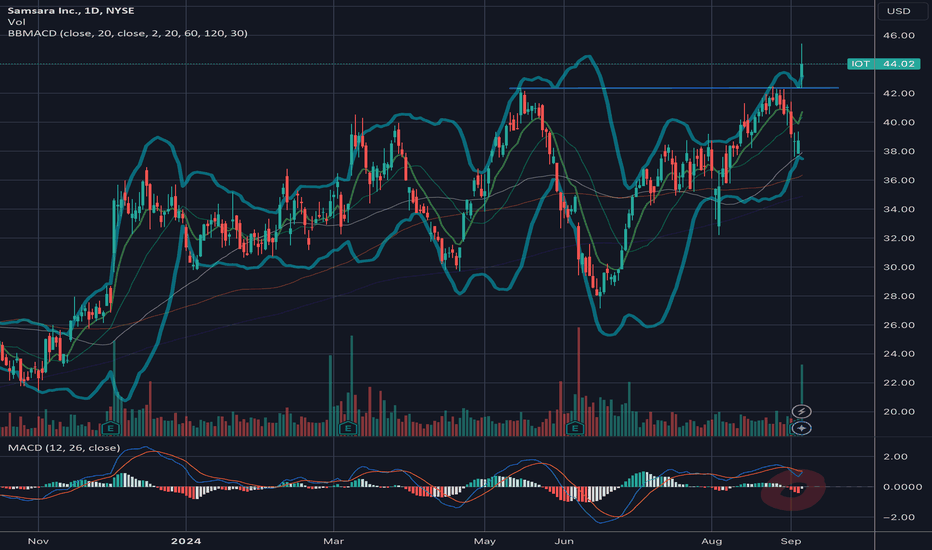 Samsara Inc., 1D, NYSE
USD
Vol
BBMACD (close, 20, close, 2, 20, 60, 120, 30)
46.00
IOT 44.02
42.00
40.00
38.00
36.00
34.00
32.00
30.00
28.00
26.00
24.00
22.00
20.00
E
E
E
MACD (12, 26, close)
2.00
0.0000
−2.00
Nov
2024
Mar
May
Jun
Aug
Sep